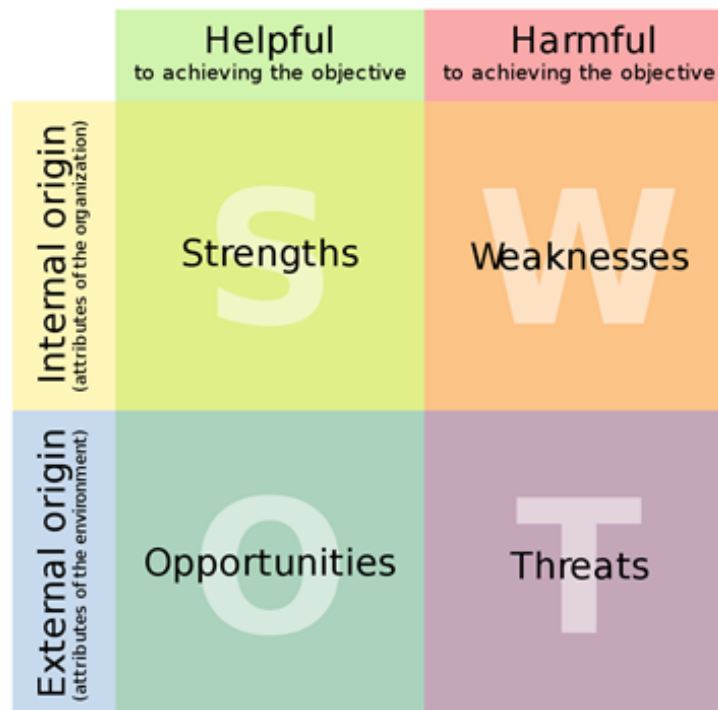 Helpful
to achieving the objective
Harmful
to achieving the objective
Internal origin
(attributes of the organization)
S
Strengths
W
Weaknesses
External origin
(attributes of the environment)
O
Opportunities
T
Threats